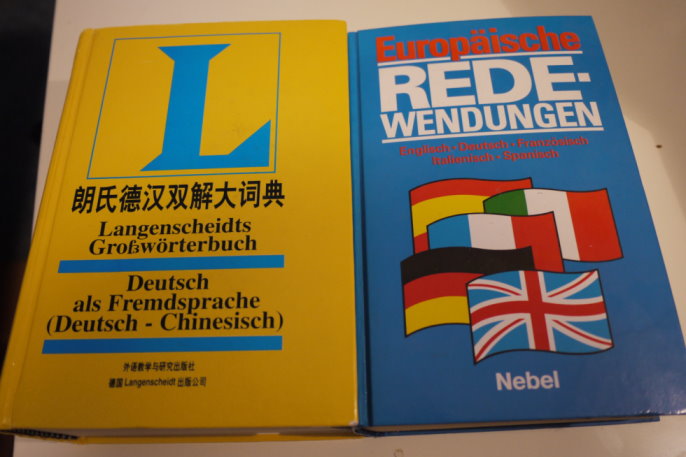 L
朗氏德汉双解大词典
Langenscheidts
Großwörterbuch
Deutsch
als Fremdsprache
(Deutsch - Chinesisch)
外语教学与研究出版社
德国 Langenscheidt 出版公司
Europäische
REDE-
WENDUNGEN
Englisch · Deutsch · Französisch
Italienisch · Spanisch
Nebel